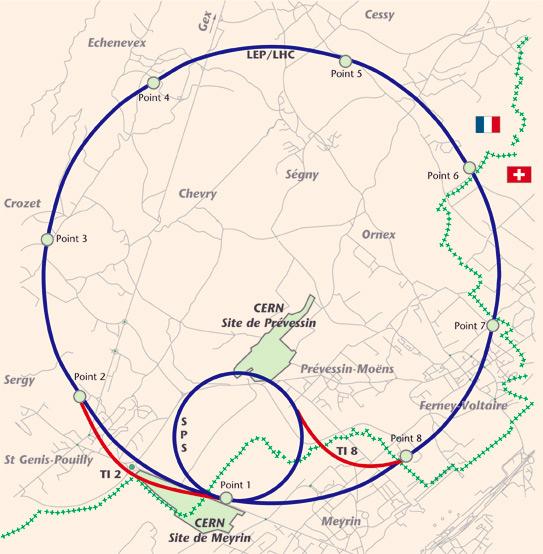 Gex
Cessy
Echenevex
LEP/LHC
Point 5
Point 4
Ségny
Point 6
Chevry
Crozet
Point 3
Ornex
CERN
Site de Prévessin
Point 7
Prévessin-Moëns
Sergy
Point 2
Ferney-Voltaire
S
P
S
Point 8
TI 8
St Genis-Pouilly
TI 2
Point 1
CERN
Site de Meyrin
Meyrin